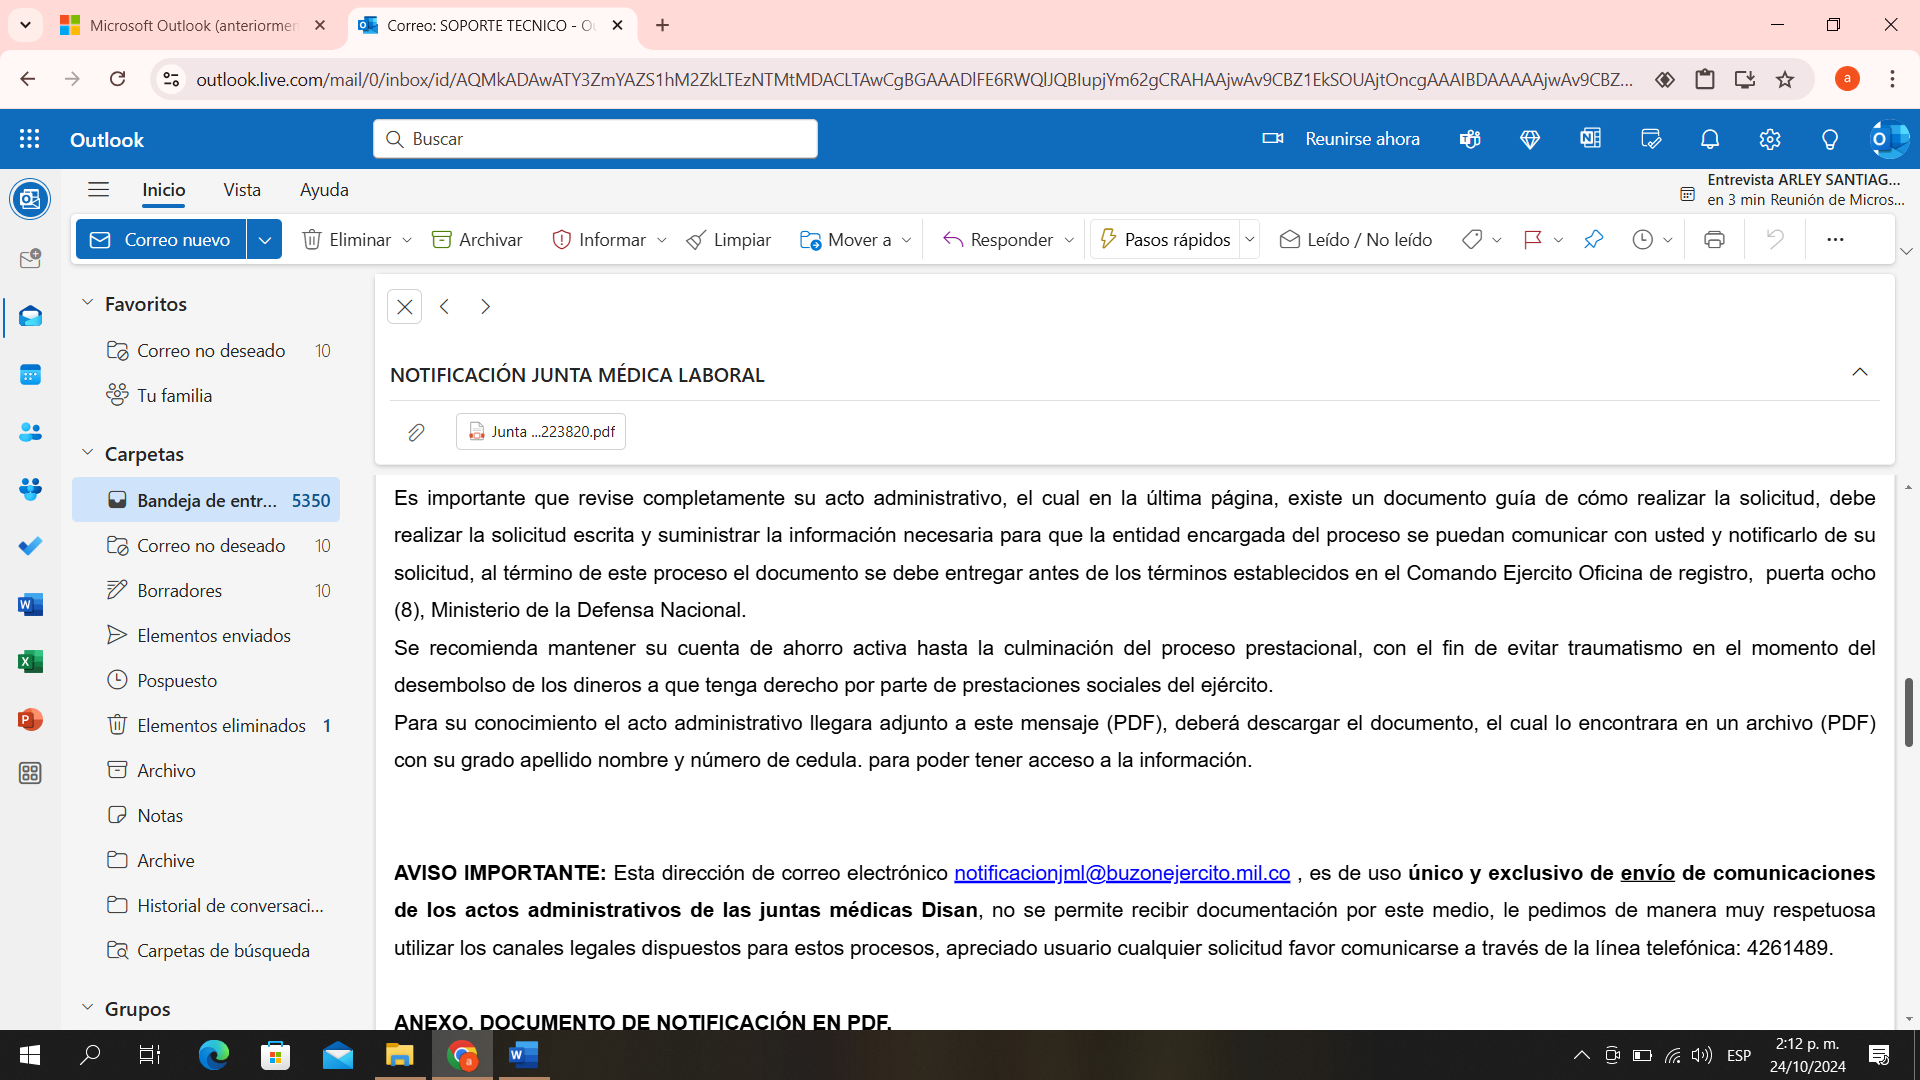 Microsoft Outlook (anteriormen
Correo: SOPORTE TECNICO - Ou
outlook.live.com/mail/0/inbox/id/AQMkADAwATY3ZmYAZS1hM2ZkLTEzNTMtMDACLTAwCgBGAAADlFE6RWQlJQBIupjYm62gCRAHAAjwAv9CBZ1EkSOUAjtOncgAAAIBDAAAAAjwAv9CBZ...
a
Outlook
Buscar
Reunirse ahora
Inicio
Vista
Ayuda
Entrevista ARLEY SANTIAG...
en 3 min Reunión de Micros...
Correo nuevo
Eliminar
Archivar
Informar
Limpiar
Mover a
Responder
Pasos rápidos
Leído / No leído
Favoritos
Correo no deseado 10
Tu familia
Carpetas
Bandeja de entr... 5350
Correo no deseado 10
Borradores 10
Elementos enviados
Pospuesto
Elementos eliminados 1
Archivo
Notas
Archive
Historial de conversaci...
Carpetas de búsqueda
Grupos
NOTIFICACIÓN JUNTA MÉDICA LABORAL
Junta ...223820.pdf
Es importante que revise completamente su acto administrativo, el cual en la última página, existe un documento guía de cómo realizar la solicitud, debe
realizar la solicitud escrita y suministrar la información necesaria para que la entidad encargada del proceso se puedan comunicar con usted y notificarlo de su
solicitud, al término de este proceso el documento se debe entregar antes de los términos establecidos en el Comando Ejercito Oficina de registro, puerta ocho
(8), Ministerio de la Defensa Nacional.
Se recomienda mantener su cuenta de ahorro activa hasta la culminación del proceso prestacional, con el fin de evitar traumatismo en el momento del
desembolso de los dineros a que tenga derecho por parte de prestaciones sociales del ejército.
Para su conocimiento el acto administrativo llegara adjunto a este mensaje (PDF), deberá descargar el documento, el cual lo encontrara en un archivo (PDF)
con su grado apellido nombre y número de cedula. para poder tener acceso a la información.
AVISO IMPORTANTE: Esta dirección de correo electrónico notificacionjml@buzonejercito.mil.co , es de uso único y exclusivo de envío de comunicaciones
de los actos administrativos de las juntas médicas Disan, no se permite recibir documentación por este medio, le pedimos de manera muy respetuosa
utilizar los canales legales dispuestos para estos procesos, apreciado usuario cualquier solicitud favor comunicarse a través de la línea telefónica: 4261489.
ANEXO. DOCUMENTO DE NOTIFICACIÓN EN PDF.
ESP
2:12 p. m.
24/10/2024